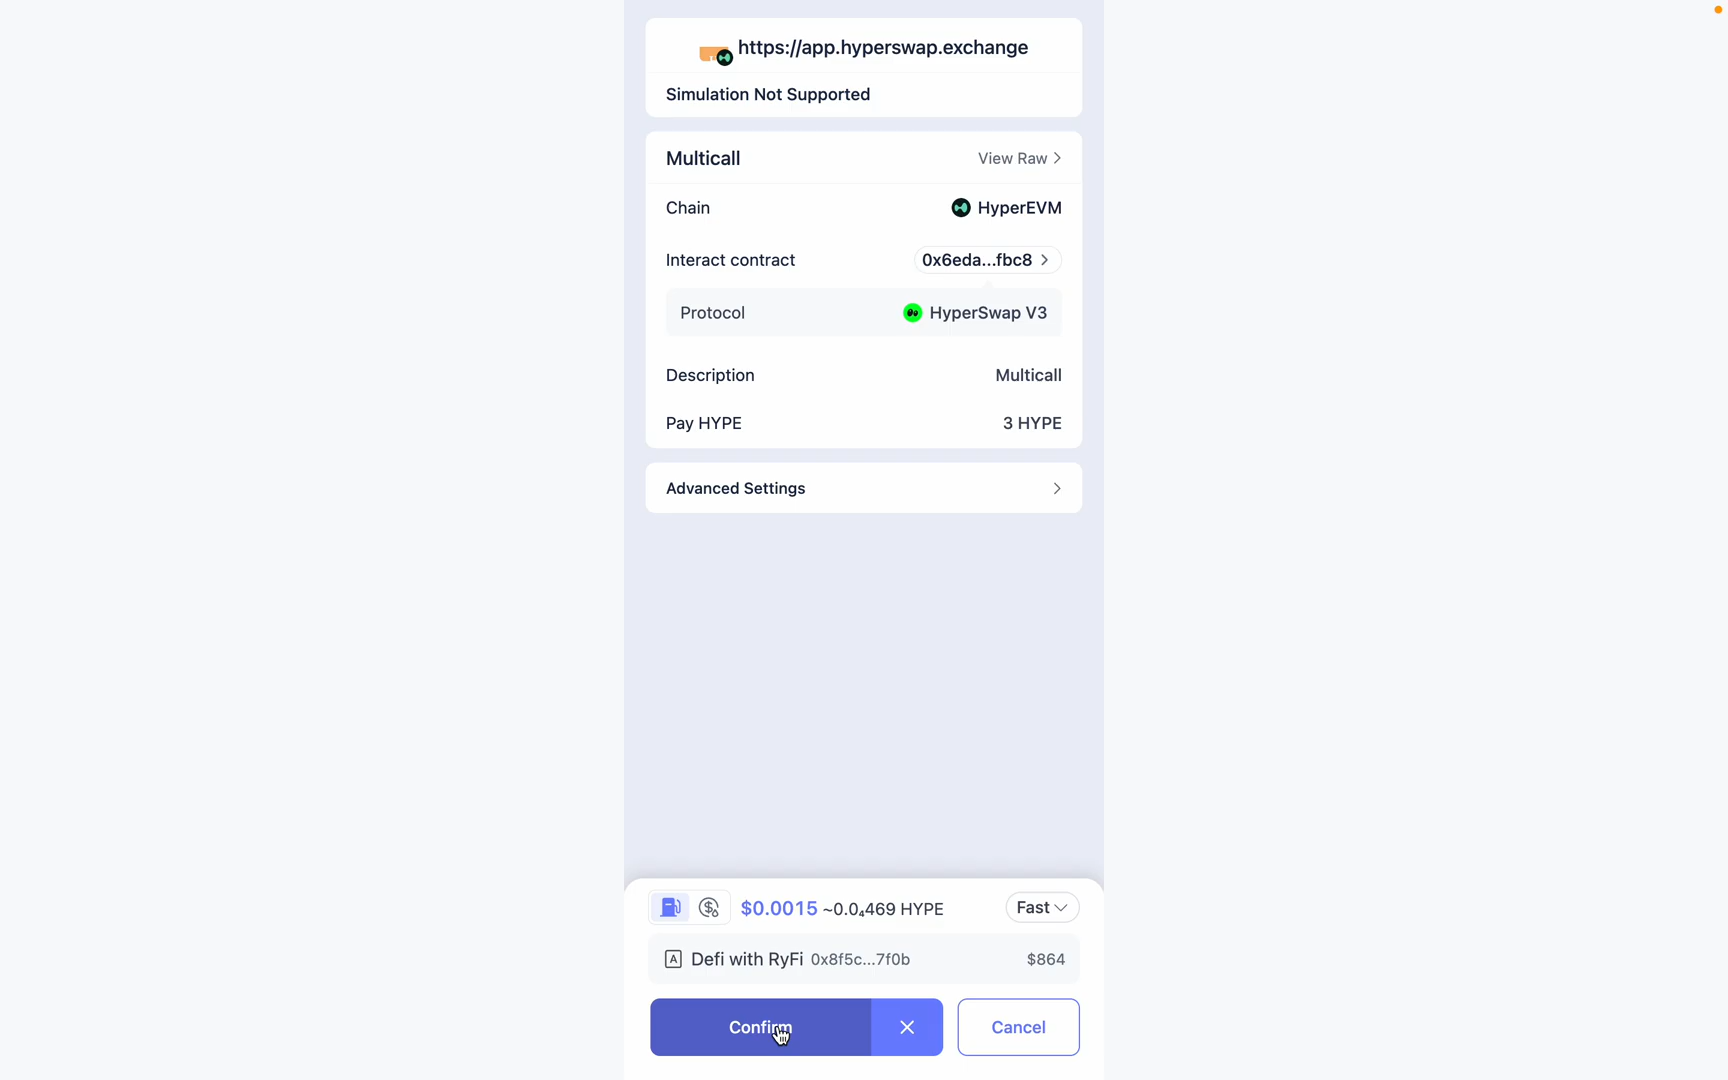 https://app.hyperswap.exchange
Simulation Not Supported
Multicall View Raw >
Chain HyperEVM
Interact contract 0x6eda...fbc8 >
Protocol HyperSwap V3
Description Multicall
Pay HYPE 3 HYPE
Advanced Settings >
$0.0015 ~0.0₄469 HYPE Fast
A Defi with RyFi 0x8f5c...7f0b $864
Confirm Cancel